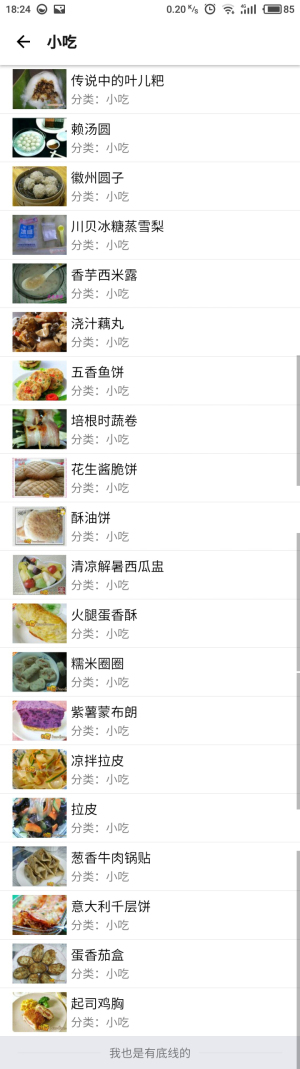 18:24
0.20 K/s
85
小吃
传说中的叶儿粑
分类：小吃
赖汤圆
分类：小吃
徽州圆子
分类：小吃
川贝冰糖蒸雪梨
分类：小吃
香芋西米露
分类：小吃
浇汁藕丸
分类：小吃
五香鱼饼
分类：小吃
培根时蔬卷
分类：小吃
花生酱脆饼
分类：小吃
酥油饼
分类：小吃
清凉解暑西瓜盅
分类：小吃
火腿蛋香酥
分类：小吃
糯米圈圈
分类：小吃
紫薯蒙布朗
分类：小吃
凉拌拉皮
分类：小吃
拉皮
分类：小吃
葱香牛肉锅贴
分类：小吃
意大利千层饼
分类：小吃
蛋香茄盒
分类：小吃
起司鸡胸
分类：小吃
我也是有底线的